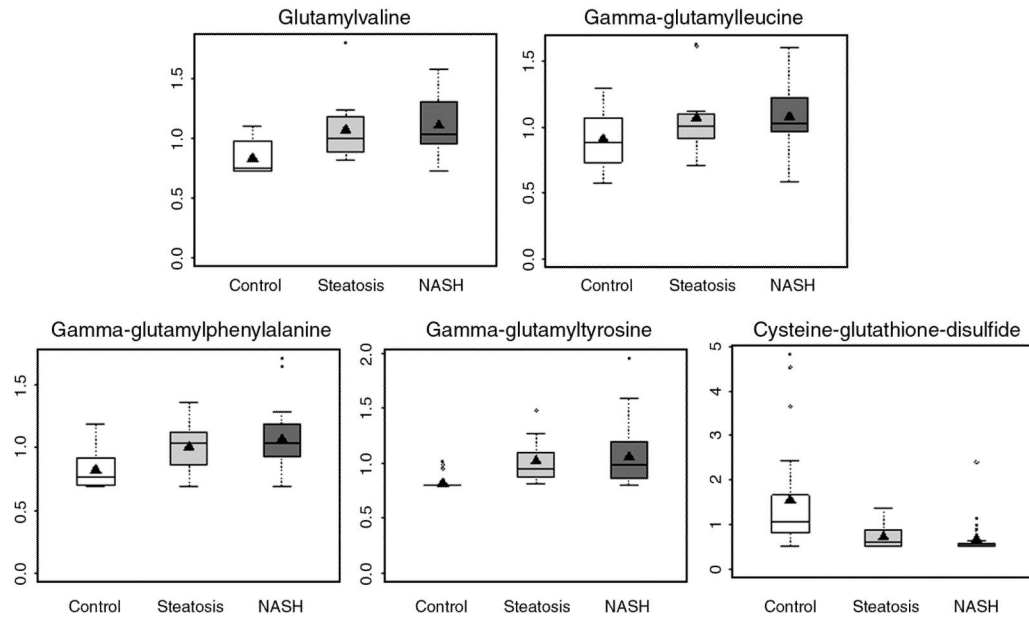 Glutamylvaline
Gamma-glutamylleucine
1.5
1.0
0.5
0.0
Control Steatosis NASH
1.5
1.0
0.5
0.0
Control Steatosis NASH
Gamma-glutamylphenylalanine
Gamma-glutamyltyrosine
Cysteine-glutathione-disulfide
1.5
1.0
0.5
0.0
Control Steatosis NASH
2.0
1.5
1.0
0.5
0.0
Control Steatosis NASH
5
4
3
2
1
0
Control Steatosis NASH